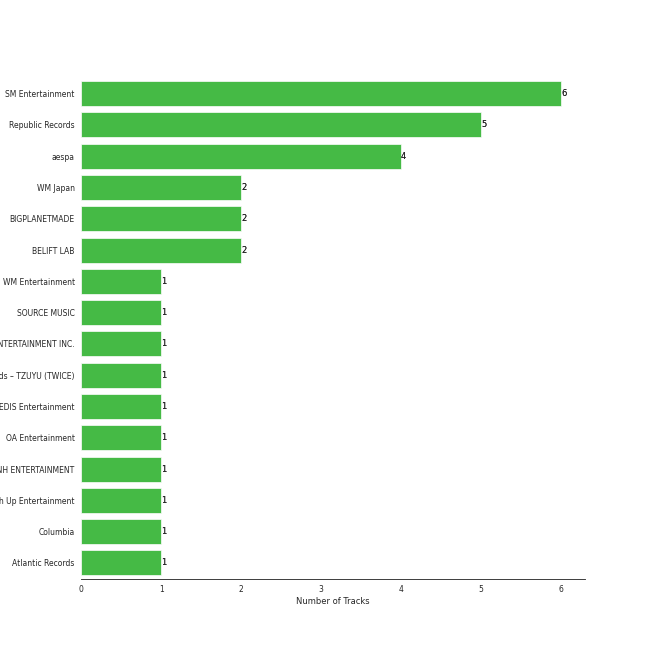 SM Entertainment 6
Republic Records 5
aespa 4
WM Japan 2
BIGPLANETMADE 2
BELIFT LAB 2
WM Entertainment 1
SOURCE MUSIC 1
NTERTAINMENT INC. 1
ds – TZUYU (TWICE) 1
EDIS Entertainment 1
OA Entertainment 1
NH ENTERTAINMENT 1
h Up Entertainment 1
Columbia 1
Atlantic Records 1
0 1 2 3 4 5 6
Number of Tracks